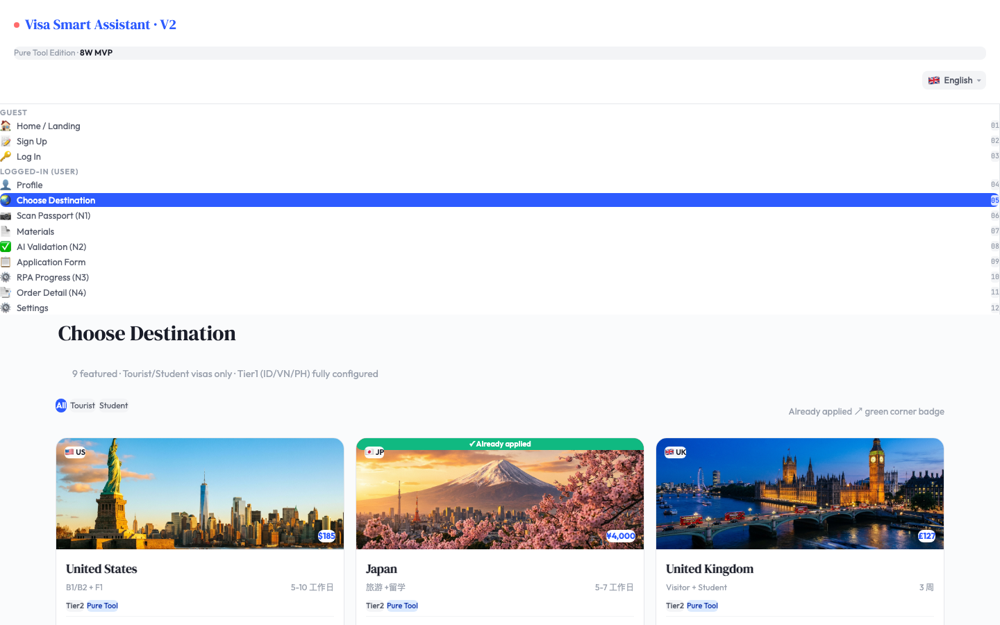 Visa Smart Assistant · V2
Pure Tool Edition · 8W MVP
English
GUEST
Home / Landing 01
Sign Up 02
Log In 03
LOGGED-IN (USER)
Profile 04
Choose Destination 05
Scan Passport (N1) 06
Materials 07
AI Validation (N2) 08
Application Form 09
RPA Progress (N3) 10
Order Detail (N4) 11
Settings 12
Choose Destination
9 featured · Tourist/Student visas only · Tier1 (ID/VN/PH) fully configured
All Tourist Student
Already applied ↗ green corner badge
US
$185
United States
B1/B2 + F1 5-10 工作日
Tier2 Pure Tool
✓ Already applied
JP
¥4,000
Japan
旅游 +留学 5-7 工作日
Tier2 Pure Tool
UK
£127
United Kingdom
Visitor + Student 3 周
Tier2 Pure Tool